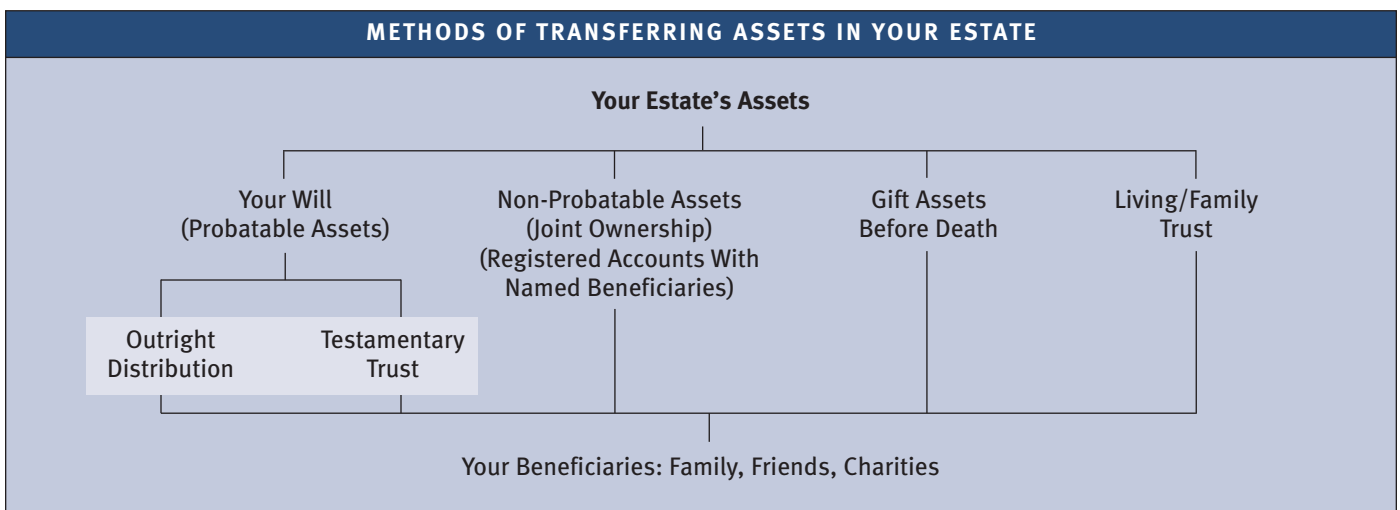 METHODS OF TRANSFERRING ASSETS IN YOUR ESTATE
Your Estate's Assets
Your Will
(Probatable Assets)
Non-Probatable Assets
(Joint Ownership)
(Registered Accounts With
Named Beneficiaries)
Gift Assets
Before Death
Living/Family
Trust
Outright
Distribution
Testamentary
Trust
Your Beneficiaries: Family, Friends, Charities